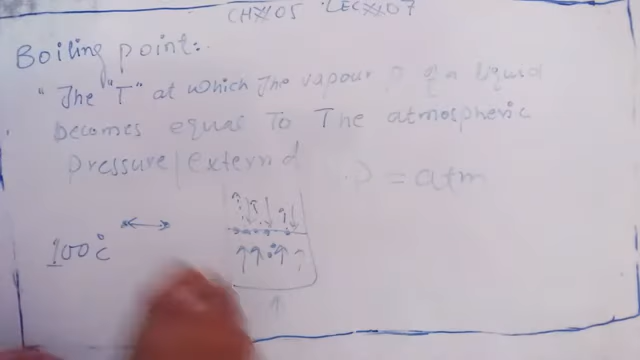 CH#05 LEC#07
Boiling point:
"The "T" at which The vapour P of a liquid
becomes equal To The atmospheric
pressure/external
P = atm
100°C